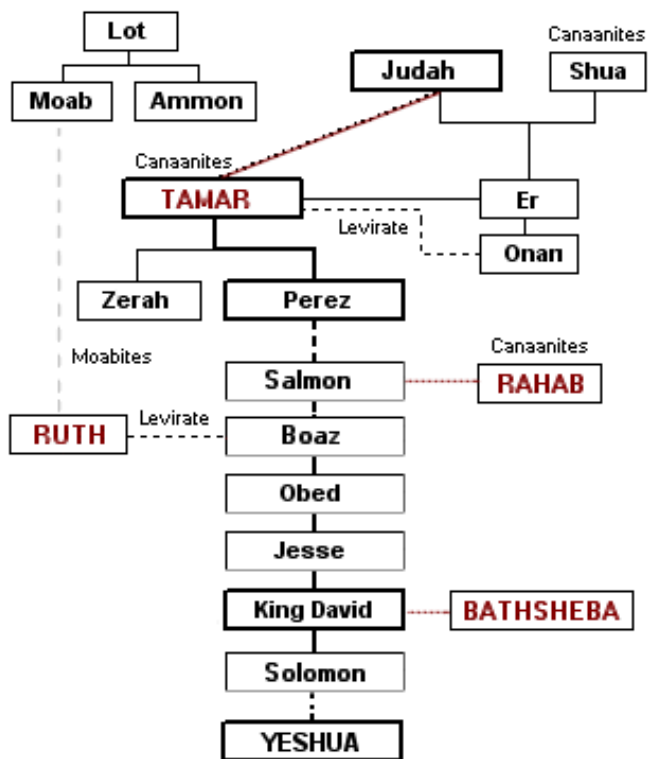 Lot
Canaanites
Judah
Shua
Moab
Ammon
Canaanites
TAMAR
Er
Levirate
Onan
Zerah
Perez
Moabites
Canaanites
Salmon
RAHAB
Levirate
RUTH
Boaz
Obed
Jesse
King David
BATHSHEBA
Solomon
YESHUA